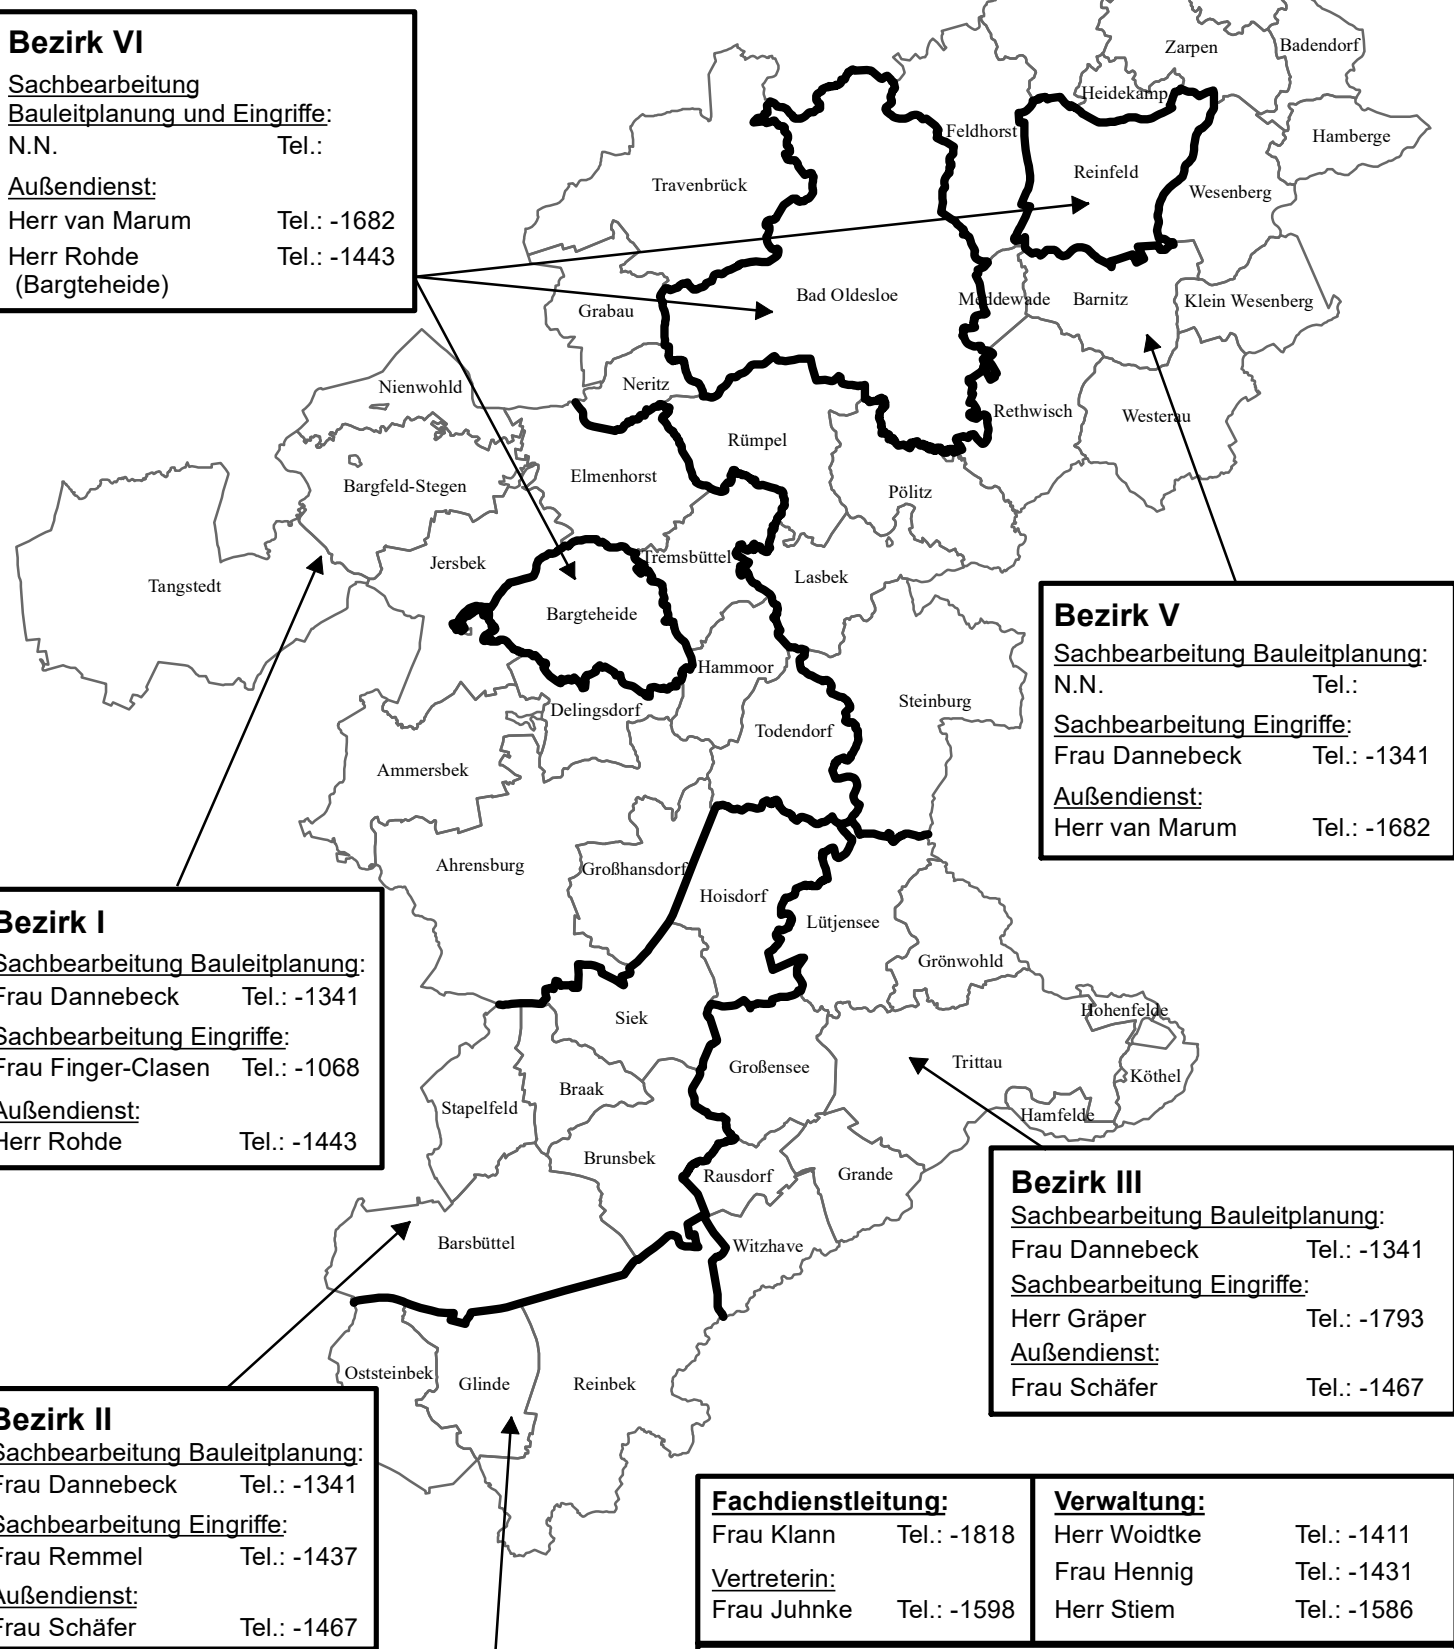 Bezirk VI
Sachbearbeitung
Bauleitplanung und Eingriffe:
N.N. Tel.:
Außendienst:
Herr van Marum Tel.: -1682
Herr Rohde Tel.: -1443
(Bargteheide)
Zarpen
Badendorf
Heidekamp
Feldhorst
Hamberge
Reinfeld
Travenbrück
Wesenberg
Bad Oldesloe
Meddewade
Barnitz
Klein Wesenberg
Grabau
Nienwohld
Neritz
Rethwisch
Westerau
Rümpel
Elmenhorst
Bargfeld-Stegen
Pölitz
Tremsbüttel
Jersbek
Lasbek
Tangstedt
Bargteheide
Hammoor
Steinburg
Delingsdorf
Todendorf
Ammersbek
Ahrensburg
Großhansdorf
Hoisdorf
Lütjensee
Grönwohld
Hohenfelde
Siek
Trittau
Großensee
Köthel
Braak
Stapelfeld
Hamfelde
Brunsbek
Rausdorf
Grande
Barsbüttel
Witzhave
Oststeinbek
Glinde
Reinbek
Bezirk V
Sachbearbeitung Bauleitplanung:
N.N. Tel.:
Sachbearbeitung Eingriffe:
Frau Dannebeck Tel.: -1341
Außendienst:
Herr van Marum Tel.: -1682
Bezirk I
Sachbearbeitung Bauleitplanung:
Frau Dannebeck Tel.: -1341
Sachbearbeitung Eingriffe:
Frau Finger-Clasen Tel.: -1068
Außendienst:
Herr Rohde Tel.: -1443
Bezirk III
Sachbearbeitung Bauleitplanung:
Frau Dannebeck Tel.: -1341
Sachbearbeitung Eingriffe:
Herr Gräper Tel.: -1793
Außendienst:
Frau Schäfer Tel.: -1467
Bezirk II
Sachbearbeitung Bauleitplanung:
Frau Dannebeck Tel.: -1341
Sachbearbeitung Eingriffe:
Frau Remmel Tel.: -1437
Außendienst:
Frau Schäfer Tel.: -1467
Fachdienstleitung:
Frau Klann Tel.: -1818
Vertreterin:
Frau Juhnke Tel.: -1598
Verwaltung:
Herr Woidtke Tel.: -1411
Frau Hennig Tel.: -1431
Herr Stiem Tel.: -1586